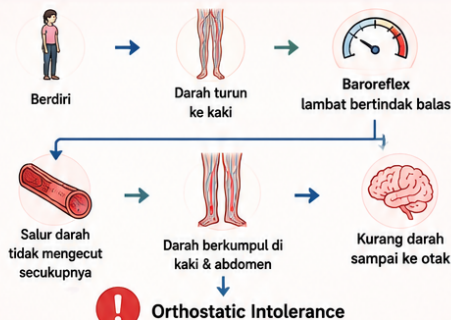 Berdiri
Darah turun
ke kaki
Baroreflex
lambat bertindak balas
Salur darah
tidak mengecut
secukupnya
Darah berkumpul di
kaki & abdomen
Kurang darah
sampai ke otak
! Orthostatic Intolerance